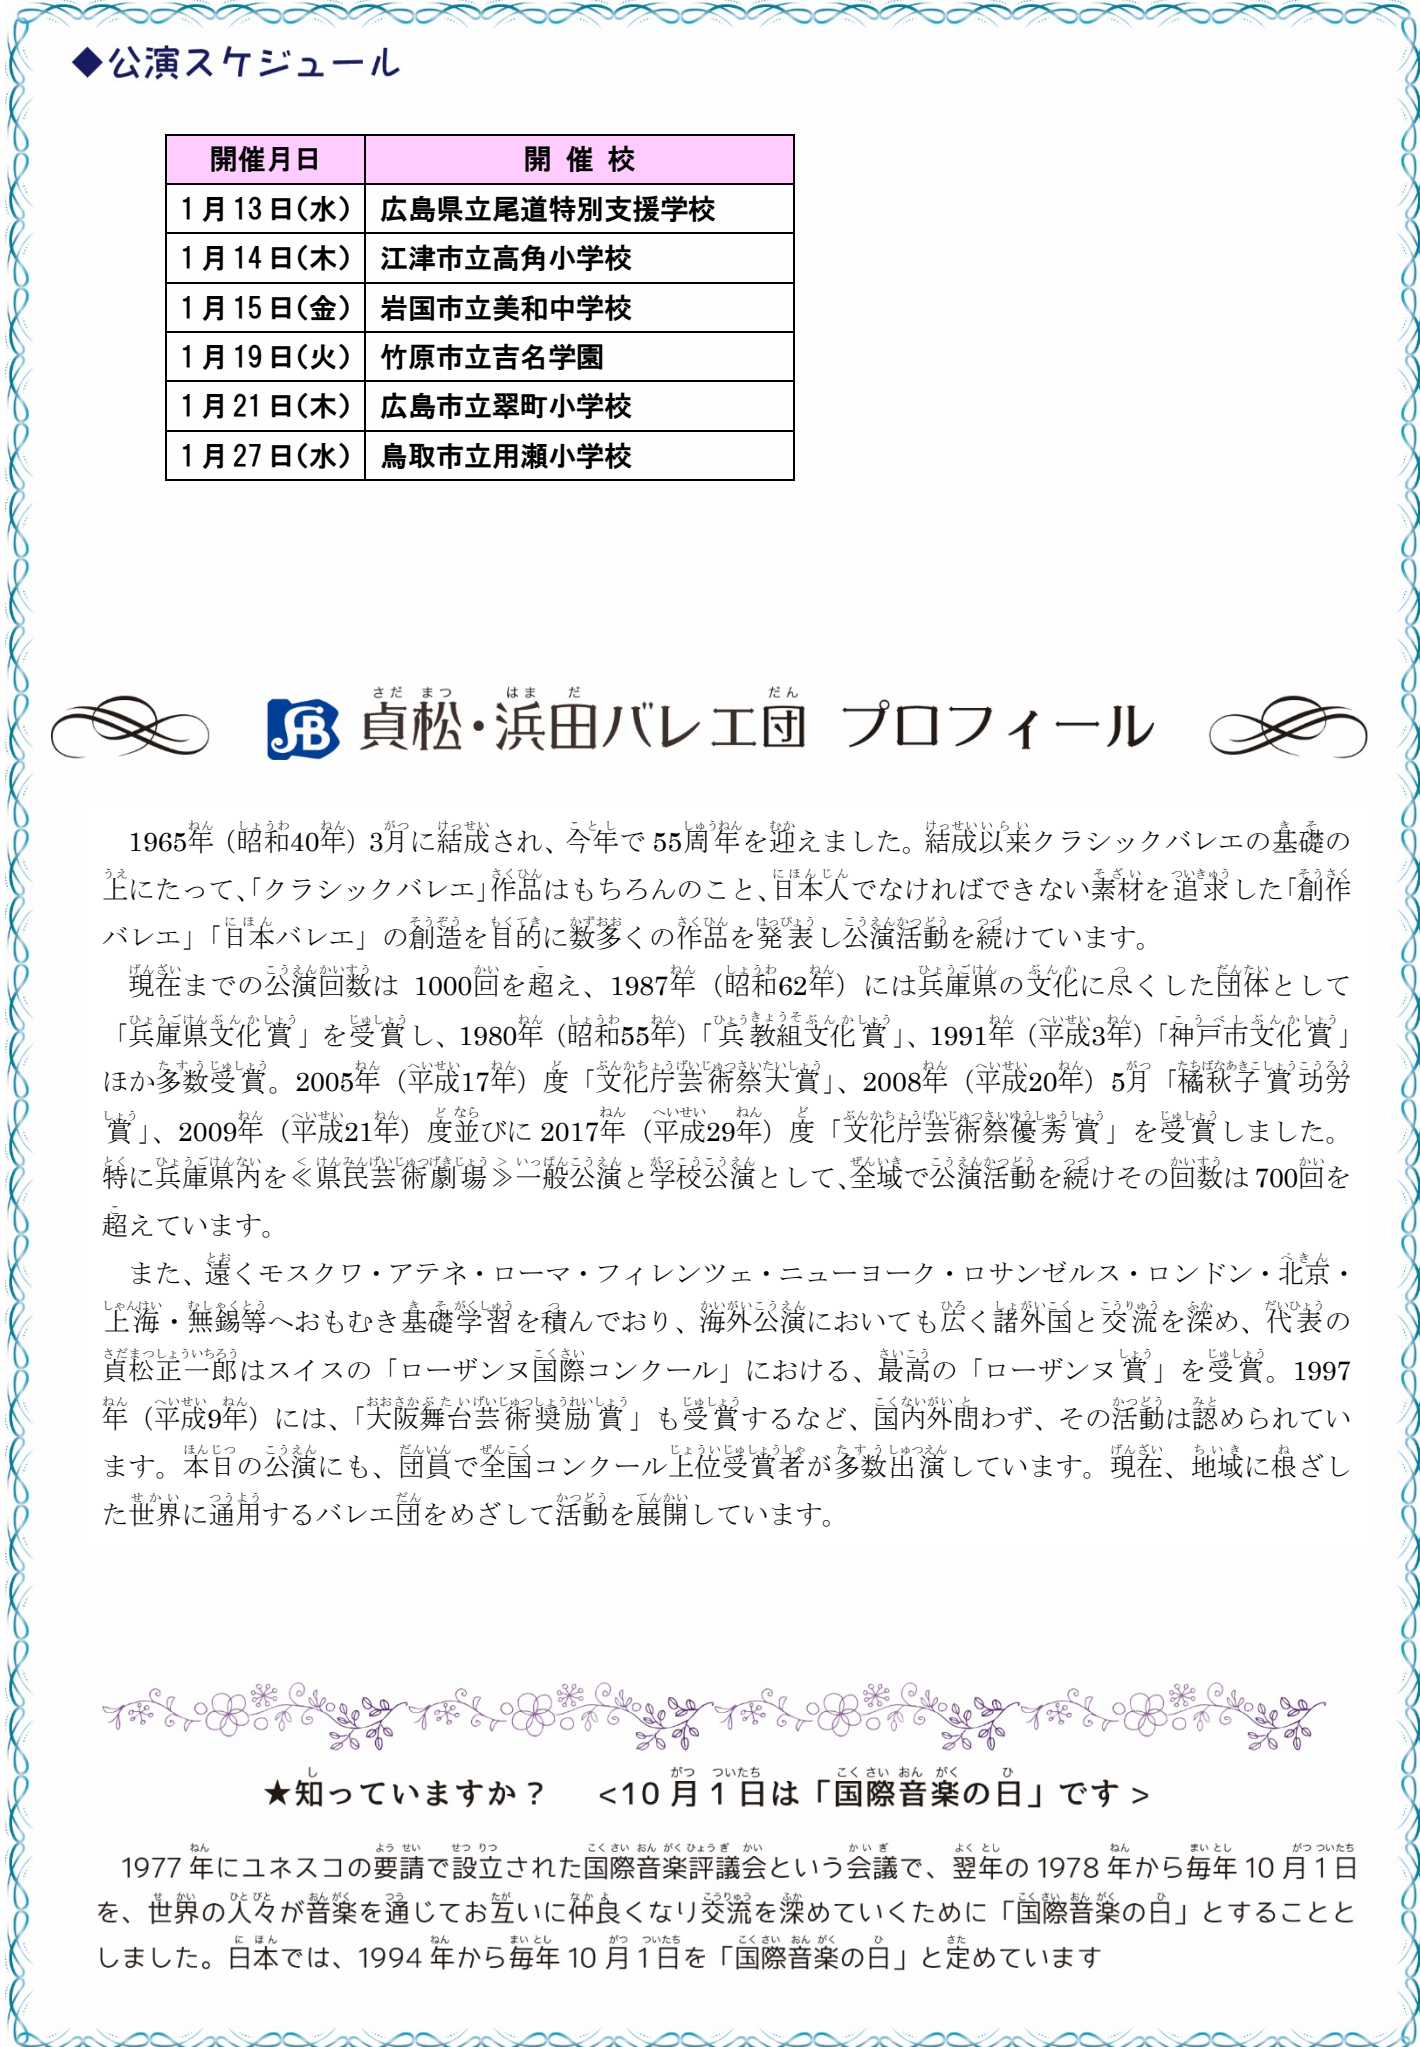 ◆公演スケジュール
開催月日 開 催 校
1月13日(水) 広島県立尾道特別支援学校
1月14日(木) 江津市立高角小学校
1月15日(金) 岩国市立美和中学校
1月19日(火) 竹原市立吉名学園
1月21日(木) 広島市立翠町小学校
1月27日(水) 鳥取市立用瀬小学校
貞松・浜田バレエ団 プロフィール
1965年（昭和40年）3月に結成され、今年で55周年を迎えました。結成以来クラシックバレエの基礎の
上にたって、「クラシックバレエ」作品はもちろんのこと、日本人でなければできない素材を追求した「創作
バレエ」「日本バレエ」の創造を目的に数多くの作品を発表し公演活動を続けています。
現在までの公演回数は 1000回を超え、1987年（昭和62年）には兵庫県の文化に尽くした団体として
「兵庫県文化賞」を受賞し、1980年（昭和55年）「兵教組文化賞」、1991年（平成3年）「神戸市文化賞」
ほか多数受賞。2005年（平成17年）度「文化庁芸術祭大賞」、2008年（平成20年）5月「橘秋子賞功労
賞」、2009年（平成21年）度並びに2017年（平成29年）度「文化庁芸術祭優秀賞」を受賞しました。
特に兵庫県内を≪県民芸術劇場≫一般公演と学校公演として、全域で公演活動を続けその回数は700回を
超えています。
また、遠くモスクワ・アテネ・ローマ・フィレンツェ・ニューヨーク・ロサンゼルス・ロンドン・北京・
上海・無錫等へおもむき基礎学習を積んでおり、海外公演においても広く諸外国と交流を深め、代表の
貞松正一郎はスイスの「ローザンヌ国際コンクール」における、最高の「ローザンヌ賞」を受賞。1997
年（平成9年）には、「大阪舞台芸術奨励賞」も受賞するなど、国内外問わず、その活動は認められてい
ます。本日の公演にも、団員で全国コンクール上位受賞者が多数出演しています。現在、地域に根ざし
た世界に通用するバレエ団をめざして活動を展開しています。
★知っていますか？ <10月1日は「国際音楽の日」です>
1977年にユネスコの要請で設立された国際音楽評議会という会議で、翌年の1978年から毎年10月1日
を、世界の人々が音楽を通じてお互いに仲良くなり交流を深めていくために「国際音楽の日」とすることと
しました。日本では、1994年から毎年10月1日を「国際音楽の日」と定めています